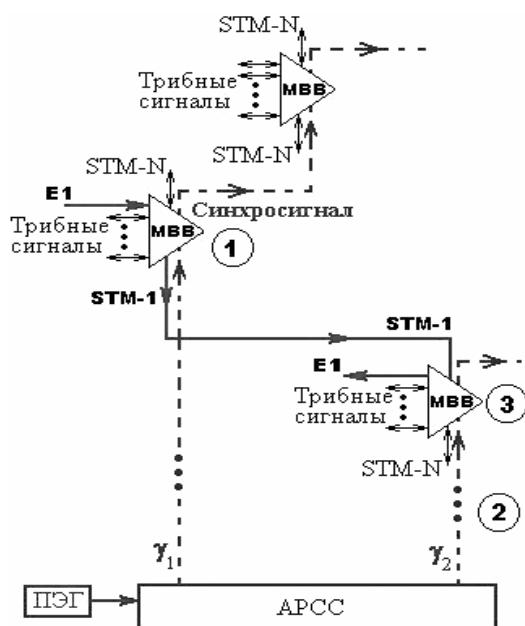 STM-N
Трибные
сигналы
МВВ
STM-N
STM-N
E1
Трибные
сигналы
МВВ
Синхросигнал
1
STM-1
STM-1
E1
Трибные
сигналы
МВВ
3
STM-N
2
γ1
γ2
ПЭГ
АРСС